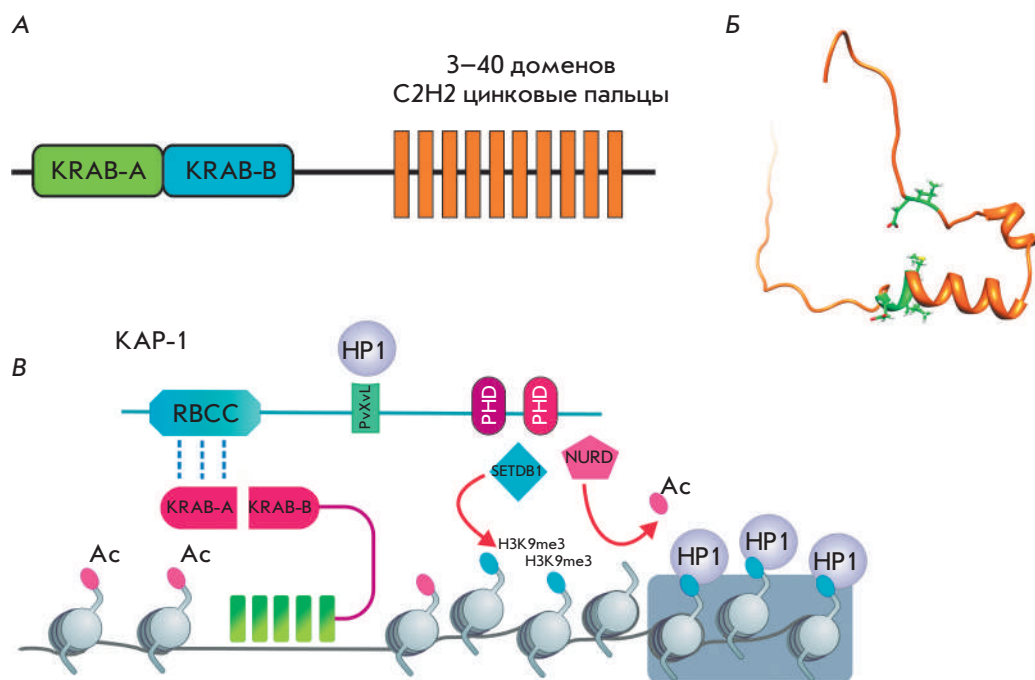 А
Б
3–40 доменов
C2H2 цинковые пальцы
KRAB-A
KRAB-B
В
KAP-1
HP1
RBCC
PvXvL
PHD
PHD
SETDB1
NURD
Ac
KRAB-A
KRAB-B
Ac
Ac
H3K9me3
H3K9me3
HP1
HP1
HP1